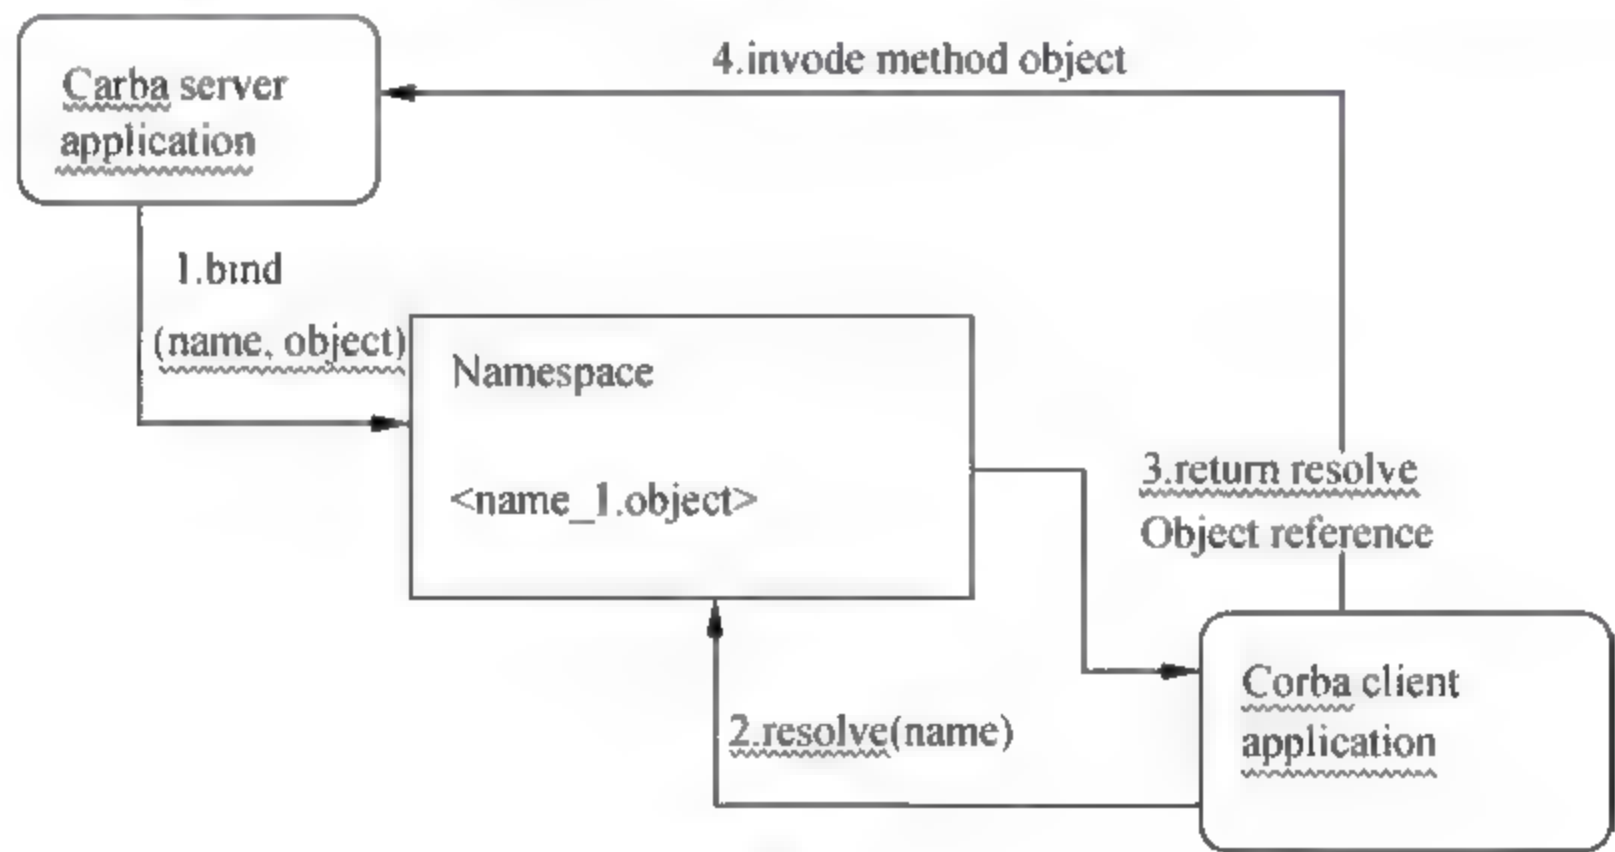 4.invode method object
Carba server
application
1.bind
(name, object)
Namespace
<name_1.object>
3.return resolve
Object reference
Corba client
application
2.resolve(name)